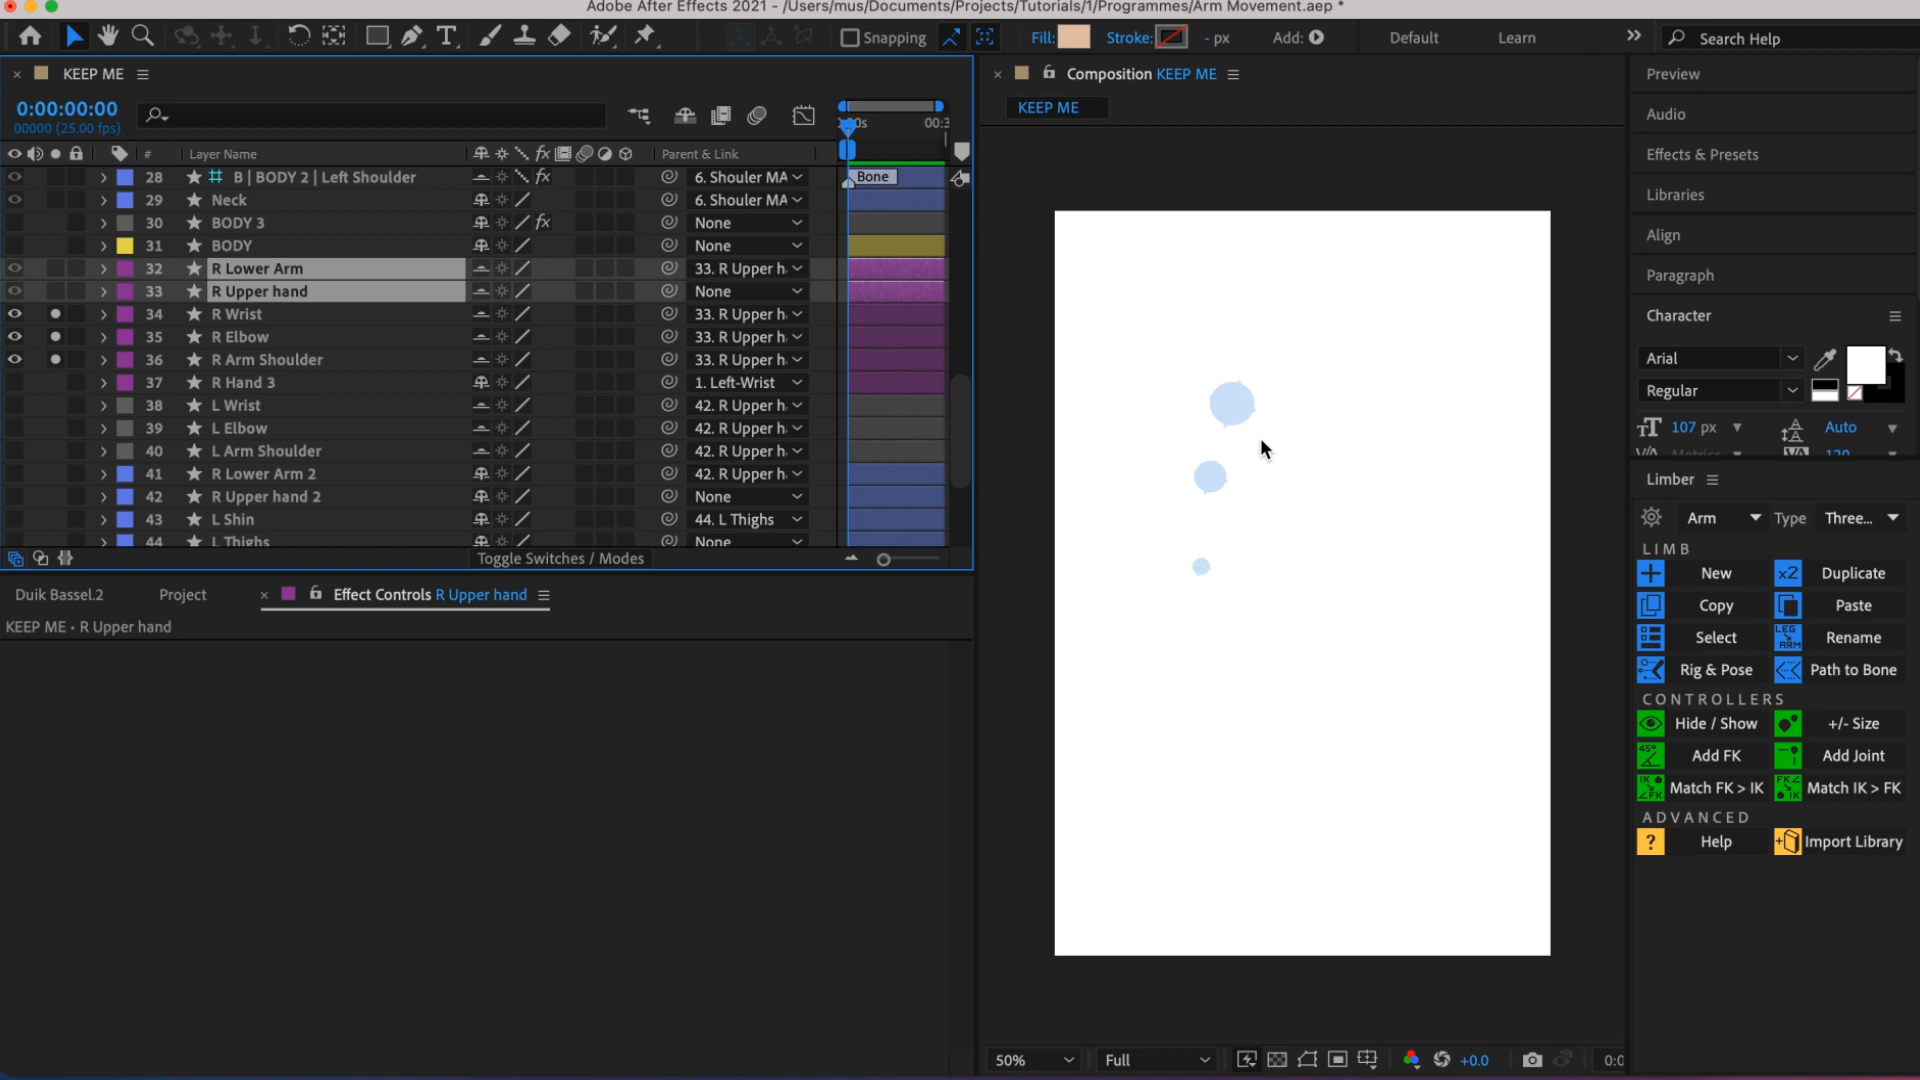 Adobe After Effects 2021 - /Users/mus/Documents/Projects/Tutorials/1/Programmes/Arm Movement.aep *
Snapping
Fill:
Stroke:
- px
Add:
Default
Learn
Search Help
KEEP ME
0:00:00:00
00000 (25.00 fps)
00:3
# Layer Name
Parent & Link
28 B | BODY 2 | Left Shoulder 6. Shouler MA Bone
29 Neck 6. Shouler MA
30 BODY 3 None
31 BODY None
32 R Lower Arm 33. R Upper h
33 R Upper hand None
34 R Wrist 33. R Upper h
35 R Elbow 33. R Upper h
36 R Arm Shoulder 33. R Upper h
37 R Hand 3 1. Left-Wrist
38 L Wrist 42. R Upper h
39 L Elbow 42. R Upper h
40 L Arm Shoulder 42. R Upper h
41 R Lower Arm 2 42. R Upper h
42 R Upper hand 2 None
43 L Shin 44. L Thighs
44 L Thighs None
Toggle Switches / Modes
Duik Bassel.2
Project
Effect Controls R Upper hand
KEEP ME • R Upper hand
Composition KEEP ME
KEEP ME
50%
Full
+0.0
Preview
Audio
Effects & Presets
Libraries
Align
Paragraph
Character
Arial
Regular
107 px
Auto
Metrics
120
Limber
Arm
Type
Three...
LIMB
New
Duplicate
Copy
Paste
Select
Rename
Rig & Pose
Path to Bone
CONTROLLERS
Hide / Show
+/- Size
Add FK
Add Joint
Match FK > IK
Match IK > FK
ADVANCED
Help
Import Library